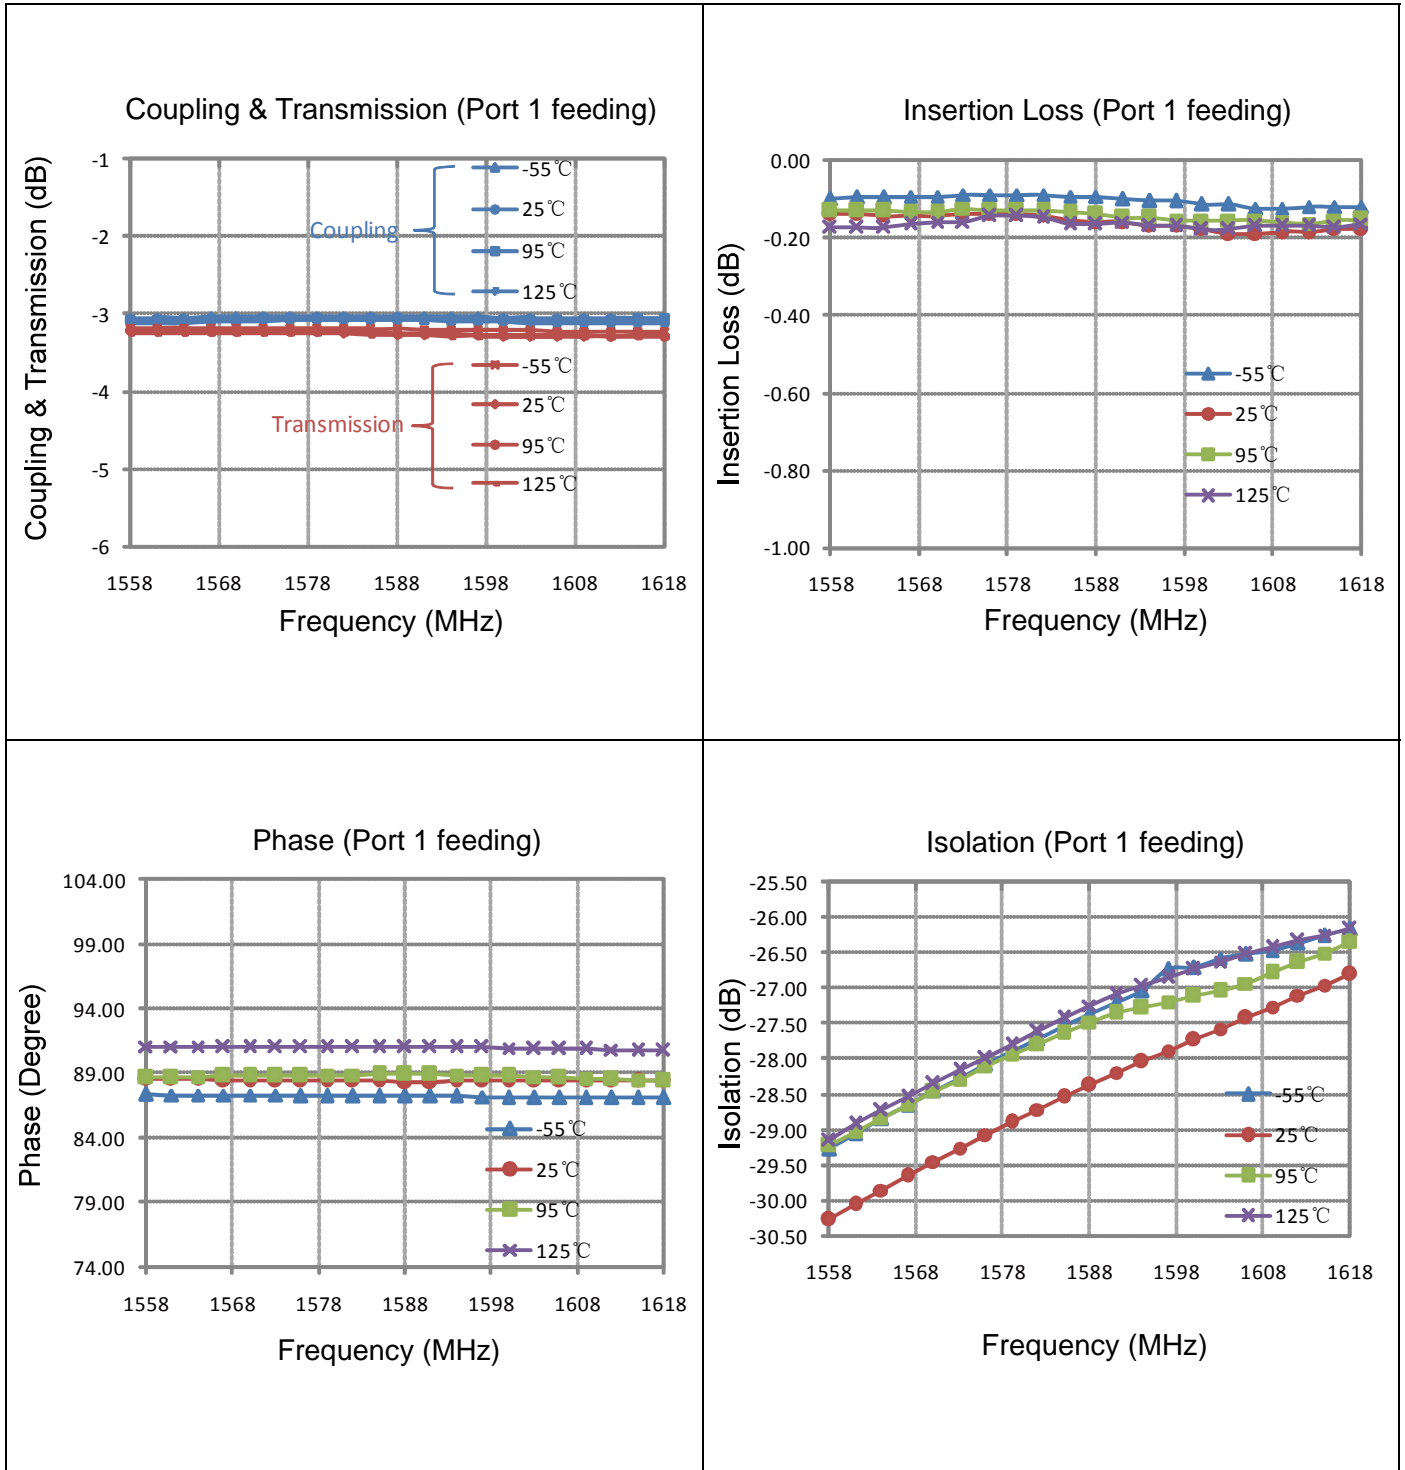 Coupling & Transmission (Port 1 feeding)
Coupling & Transmission (dB)
-1
-2
-3
-4
-5
-6
Coupling
-55℃
25℃
95℃
125℃
Transmission
-55℃
25℃
95℃
125℃
1558 1568 1578 1588 1598 1608 1618
Frequency (MHz)
Insertion Loss (Port 1 feeding)
Insertion Loss (dB)
0.00
-0.20
-0.40
-0.60
-0.80
-1.00
-55℃
25℃
95℃
125℃
1558 1568 1578 1588 1598 1608 1618
Frequency (MHz)
Phase (Port 1 feeding)
Phase (Degree)
104.00
99.00
94.00
89.00
84.00
79.00
74.00
-55℃
25℃
95℃
125℃
1558 1568 1578 1588 1598 1608 1618
Frequency (MHz)
Isolation (Port 1 feeding)
Isolation (dB)
-25.50
-26.00
-26.50
-27.00
-27.50
-28.00
-28.50
-29.00
-29.50
-30.00
-30.50
-55℃
25℃
95℃
125℃
1558 1568 1578 1588 1598 1608 1618
Frequency (MHz)